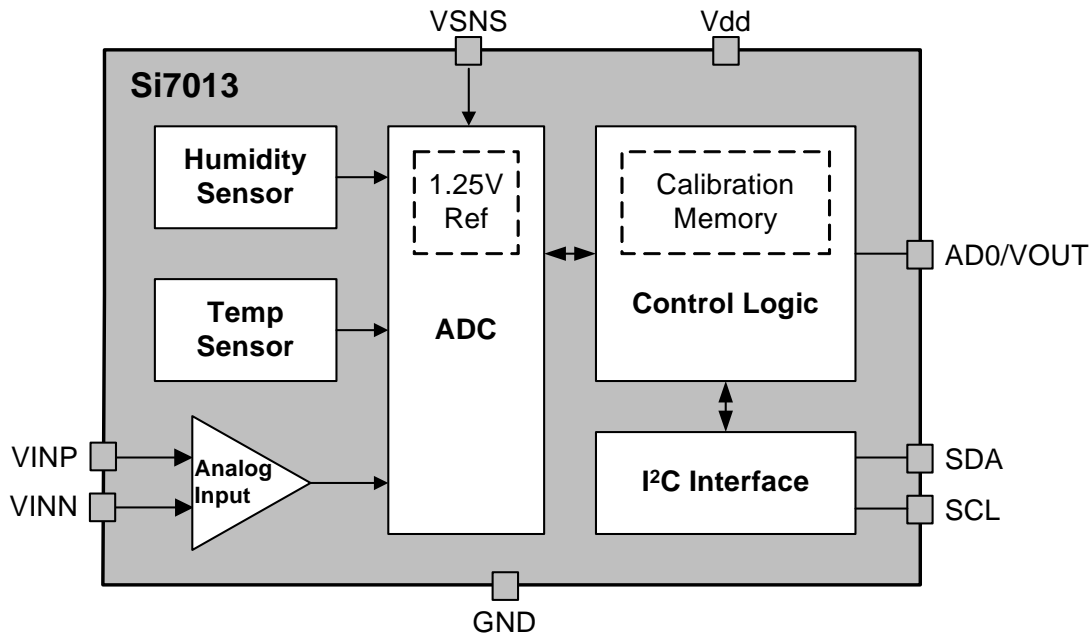 VSNS
Vdd
Si7013
Humidity
Sensor
1.25V
Ref
Calibration
Memory
AD0/VOUT
Temp
Sensor
ADC
Control Logic
VINP
VINN
Analog
Input
I²C Interface
SDA
SCL
GND